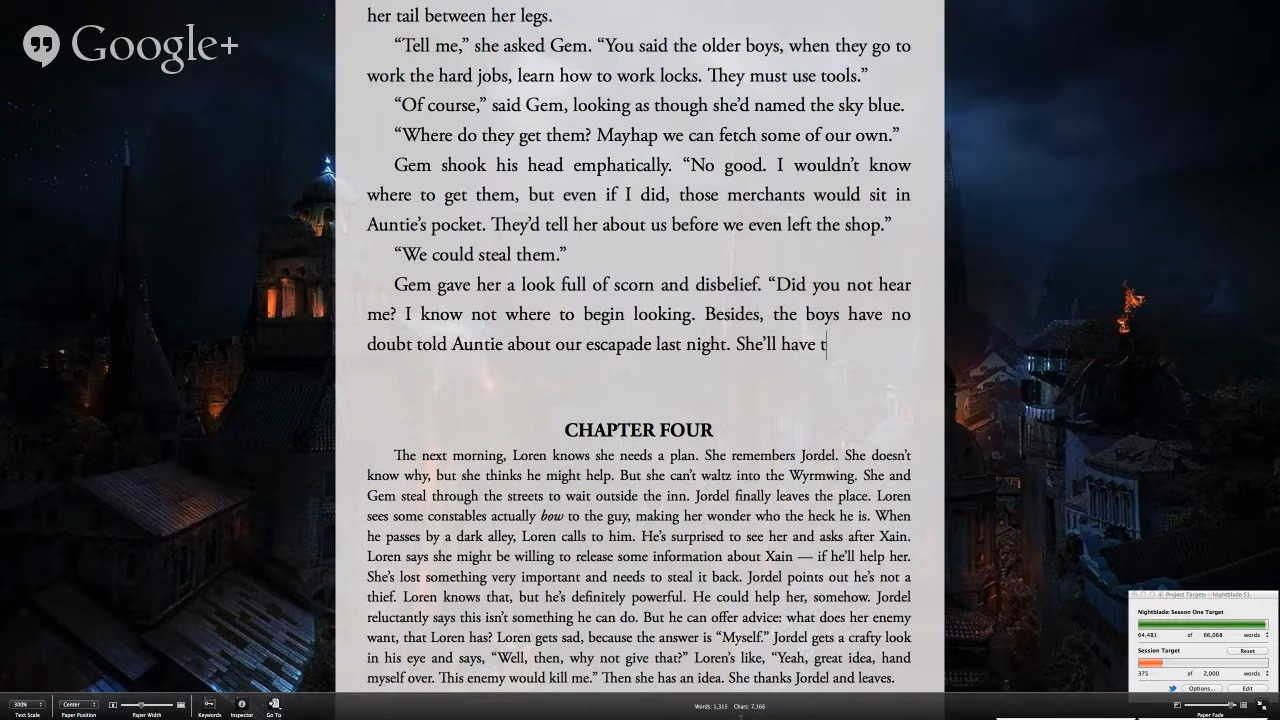 Google+
her tail between her legs.
“Tell me,” she asked Gem. “You said the older boys, when they go to
work the hard jobs, learn how to work locks. They must use tools.”
“Of course,” said Gem, looking as though she’d named the sky blue.
“Where do they get them? Mayhap we can fetch some of our own.”
Gem shook his head emphatically. “No good. I wouldn’t know
where to get them, but even if I did, those merchants would sit in
Auntie’s pocket. They’d tell her about us before we even left the shop.”
“We could steal them.”
Gem gave her a look full of scorn and disbelief. “Did you not hear
me? I know not where to begin looking. Besides, the boys have no
doubt told Auntie about our escapade last night. She’ll have t
CHAPTER FOUR
The next morning, Loren knows she needs a plan. She remembers Jordel. She doesn’t
know why, but she thinks he might help. But she can’t waltz into the Wyrmwing. She and
Gem steal through the streets to wait outside the inn. Jordel finally leaves the place. Loren
sees some constables actually bow to the guy, making her wonder who the heck he is. When
he passes by a dark alley, Loren calls to him. He’s surprised to see her and asks after Xain.
Loren says she might be willing to release some information about Xain — if he’ll help her.
She’s lost something very important and needs to steal it back. Jordel points out he’s not a
thief. Loren knows that, but he’s definitely powerful. He could help her, somehow. Jordel
reluctantly says this isn’t something he can do. But he can offer advice: what does her enemy
want, that Loren has? Loren gets sad, because the answer is “Myself.” Jordel gets a crafty look
in his eye and says, “Well, then, why not give that?” Loren’s like, “Yeah, great idea, hand
myself over. This enemy would kill me.” Then she has an idea. She thanks Jordel and leaves.
Project Targets – Nightblade S1
Nightblade: Season One Target
64,481 of 66,068 words
Session Target Reset
375 of 2,000 words
Options... Edit
300% Center
Text Scale Paper Position Paper Width Keywords Inspector Go To
Words: 1,315 Chars: 7,166
Paper Fade